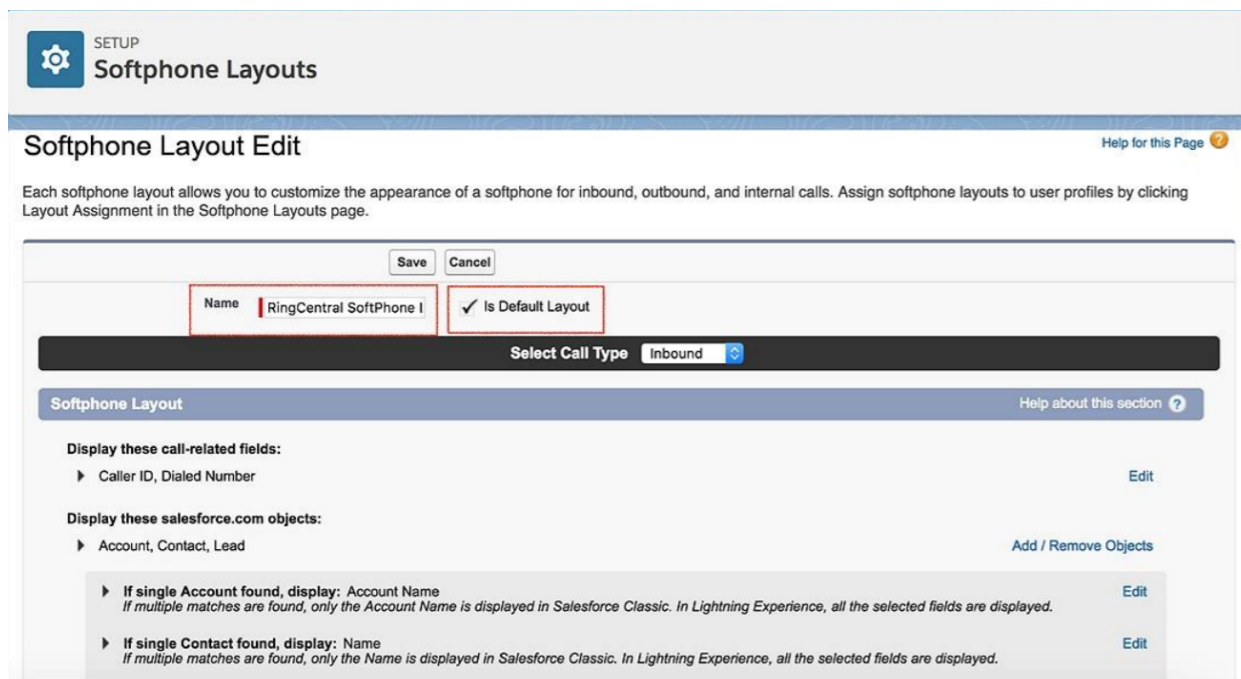 SETUP
Softphone Layouts
Softphone Layout Edit
Help for this Page
Each softphone layout allows you to customize the appearance of a softphone for inbound, outbound, and internal calls. Assign softphone layouts to user profiles by clicking
Layout Assignment in the Softphone Layouts page.
Save Cancel
Name RingCentral SoftPhone Is Default Layout
Select Call Type Inbound
Softphone Layout Help about this section ?
Display these call-related fields:
Caller ID, Dialed Number Edit
Display these salesforce.com objects:
Account, Contact, Lead Add / Remove Objects
If single Account found, display: Account Name Edit
If multiple matches are found, only the Account Name is displayed in Salesforce Classic. In Lightning Experience, all the selected fields are displayed.
If single Contact found, display: Name Edit
If multiple matches are found, only the Name is displayed in Salesforce Classic. In Lightning Experience, all the selected fields are displayed.